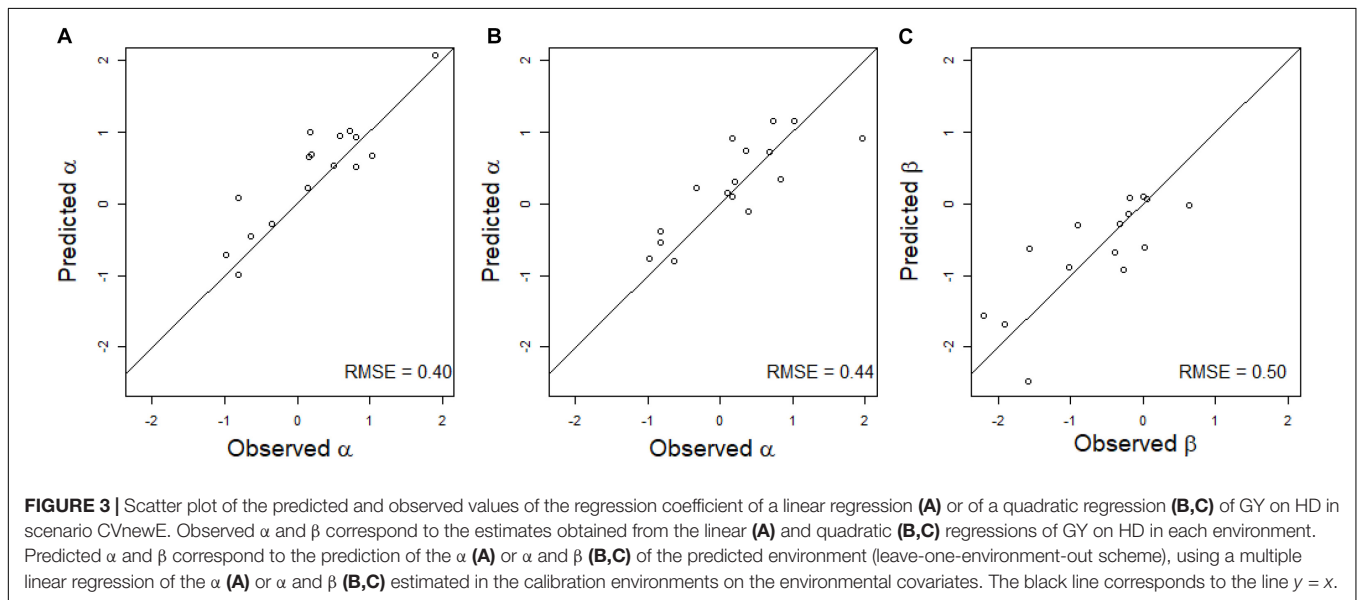 A
B
C
2
1
0
-1
-2
Predicted α
-2
-1
0
1
2
Observed α
RMSE = 0.40
2
1
0
-1
-2
Predicted α
-2
-1
0
1
2
Observed α
RMSE = 0.44
2
1
0
-1
-2
Predicted β
-2
-1
0
1
2
Observed β
RMSE = 0.50
FIGURE 3 | Scatter plot of the predicted and observed values of the regression coefficient of a linear regression (A) or of a quadratic regression (B,C) of GY on HD in
scenario CVnewE. Observed α and β correspond to the estimates obtained from the linear (A) and quadratic (B,C) regressions of GY on HD in each environment.
Predicted α and β correspond to the prediction of the α (A) or α and β (B,C) of the predicted environment (leave-one-environment-out scheme), using a multiple
linear regression of the α (A) or α and β (B,C) estimated in the calibration environments on the environmental covariates. The black line corresponds to the line y = x.